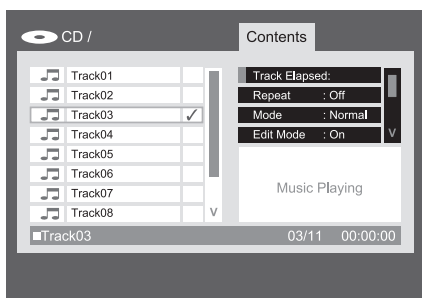 CD /
Contents
Track01
Track02
Track03 ✓
Track04
Track05
Track06
Track07
Track08
V
Track Elapsed:
Repeat : Off
Mode : Normal
Edit Mode : On
V
Music Playing
■Track03 03/11 00:00:00